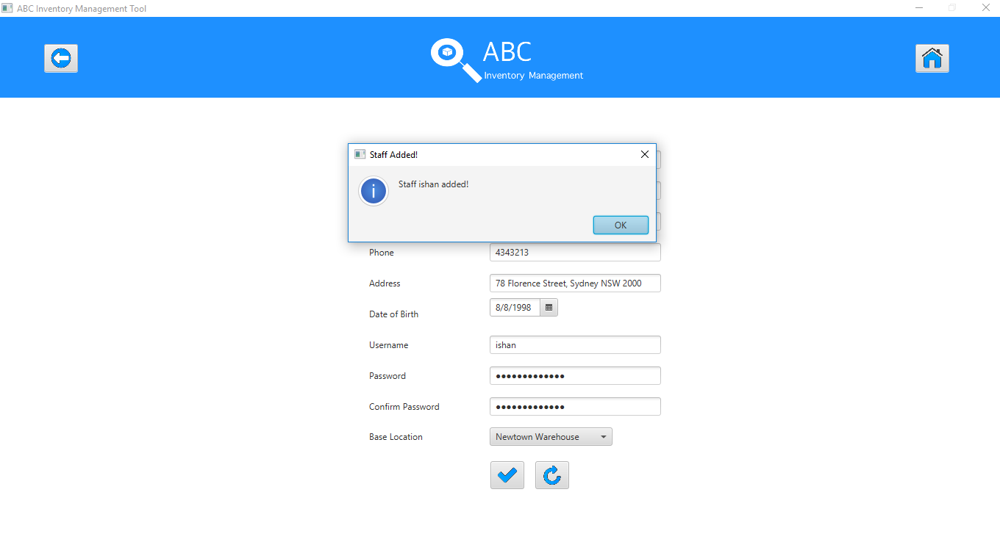 ABC Inventory Management Tool
ABC
Inventory Management
Staff Added!
Staff ishan added!
OK
Phone 4343213
Address 78 Florence Street, Sydney NSW 2000
Date of Birth 8/8/1998
Username ishan
Password •••••••••••••
Confirm Password •••••••••••••
Base Location Newtown Warehouse